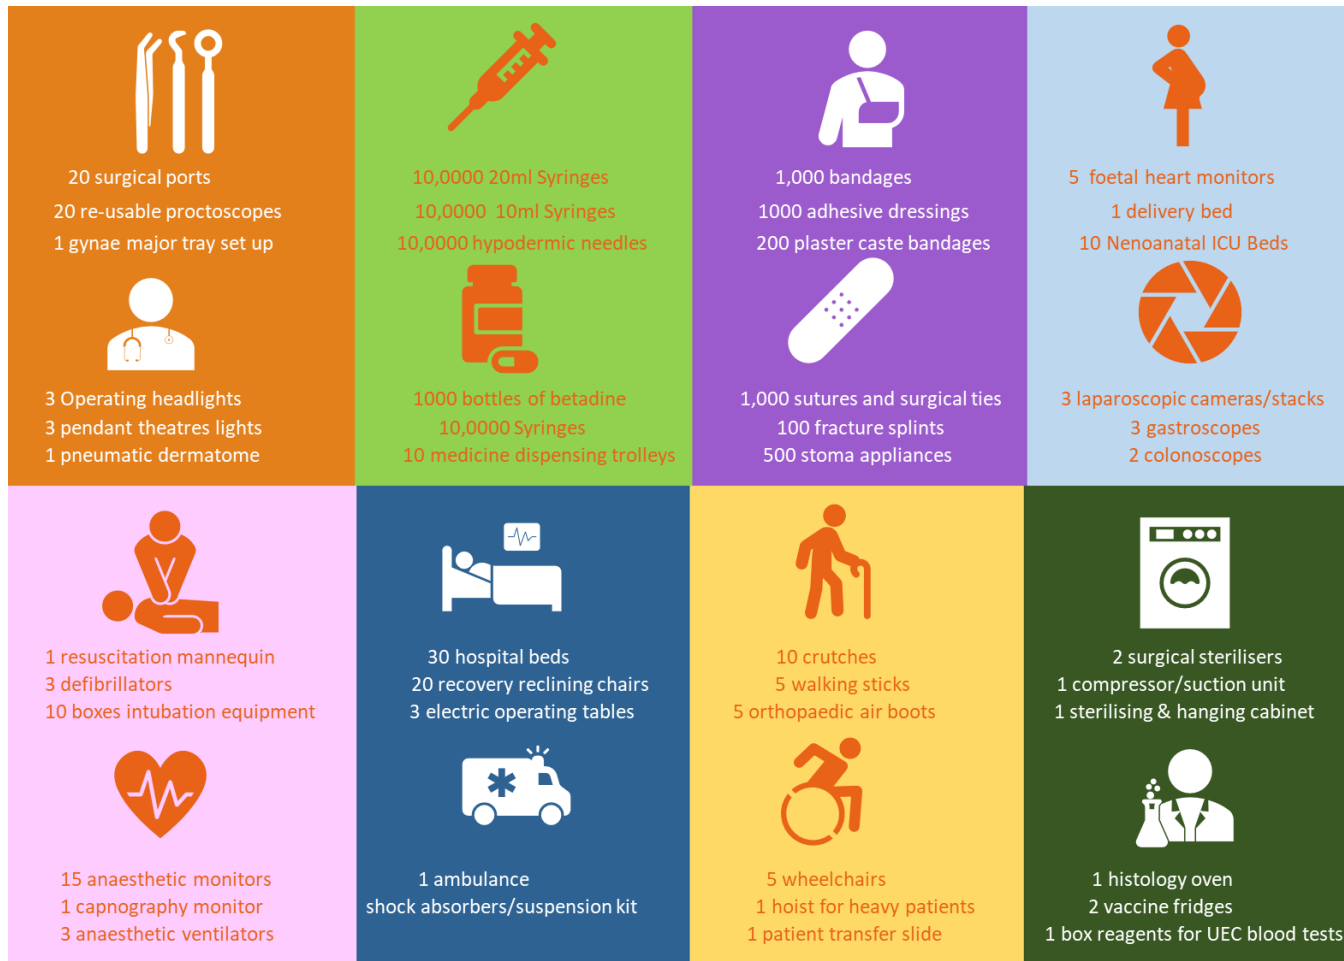 20 surgical ports
20 re-usable proctoscopes
1 gynae major tray set up
3 Operating headlights
3 pendant theatres lights
1 pneumatic dermatome
10,0000 20ml Syringes
10,0000 10ml Syringes
10,0000 hypodermic needles
1000 bottles of betadine
10,0000 Syringes
10 medicine dispensing trolleys
1,000 bandages
1000 adhesive dressings
200 plaster caste bandages
1,000 sutures and surgical ties
100 fracture splints
500 stoma appliances
5 foetal heart monitors
1 delivery bed
10 Nenoanatal ICU Beds
3 laparoscopic cameras/stacks
3 gastroscopes
2 colonoscopes
1 resuscitation mannequin
3 defibrillators
10 boxes intubation equipment
15 anaesthetic monitors
1 capnography monitor
3 anaesthetic ventilators
30 hospital beds
20 recovery reclining chairs
3 electric operating tables
1 ambulance
shock absorbers/suspension kit
10 crutches
5 walking sticks
5 orthopaedic air boots
5 wheelchairs
1 hoist for heavy patients
1 patient transfer slide
2 surgical sterilisers
1 compressor/suction unit
1 sterilising & hanging cabinet
1 histology oven
2 vaccine fridges
1 box reagents for UEC blood tests